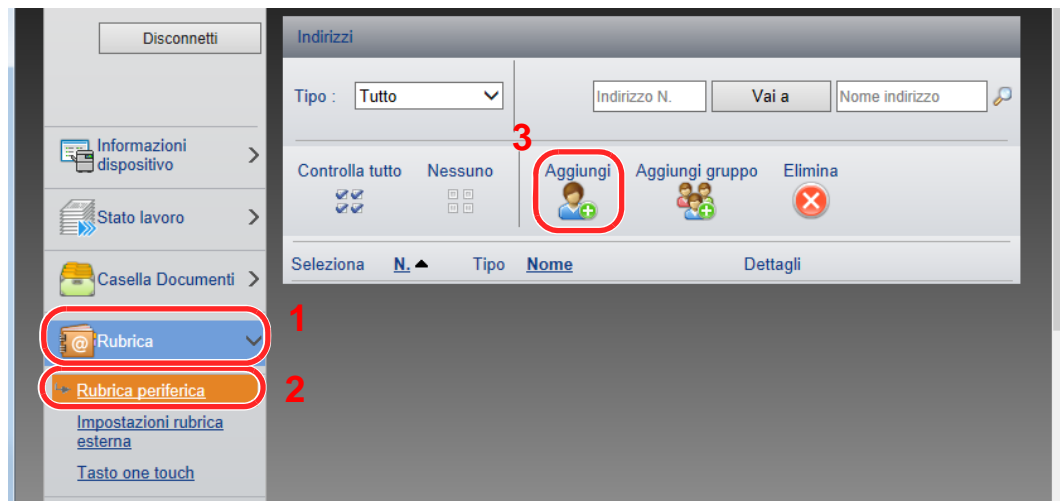 Disconnetti
Informazioni
dispositivo
Stato lavoro
Casella Documenti
1
Rubrica
2
Rubrica periferica
Impostazioni rubrica
esterna
Tasto one touch
Indirizzi
Tipo : Tutto Indirizzo N. Vai a Nome indirizzo
3
Controlla tutto Nessuno Aggiungi Aggiungi gruppo Elimina
Seleziona N. Tipo Nome Dettagli